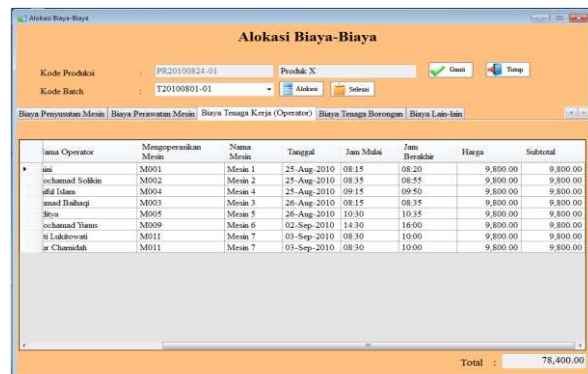 Alokasi Biaya-Biaya
Alokasi Biaya-Biaya
Kode Produksi : PR20100824-01 Produk X Ganti Tutup
Kode Batch : T20100801-01 Alokasi Selesai
Biaya Penyusutan Mesin Biaya Perawatan Mesin Biaya Tenaga Kerja (Operator) Biaya Tenaga Borongan Biaya Lain-lain
ama Operator Mengoperasikan Mesin Nama Mesin Tanggal Jam Mulai Jam Berakhir Harga Subtotal
ini M001 Mesin 1 25-Aug-2010 08:15 08:20 9,800.00 9,800.00
ochamad Solikin M002 Mesin 2 25-Aug-2010 08:35 08:55 9,800.00 9,800.00
iful Islam M004 Mesin 4 25-Aug-2010 09:15 09:50 9,800.00 9,800.00
mad Baihaqi M003 Mesin 3 26-Aug-2010 08:15 08:35 9,800.00 9,800.00
ditya M005 Mesin 5 26-Aug-2010 10:30 10:35 9,800.00 9,800.00
ochamad Yunus M009 Mesin 6 02-Sep-2010 14:30 16:00 9,800.00 9,800.00
ti Lukitowati M011 Mesin 7 03-Sep-2010 08:30 10:00 9,800.00 9,800.00
ur Chamidah M011 Mesin 7 03-Sep-2010 08:30 10:00 9,800.00 9,800.00
Total : 78,400.00